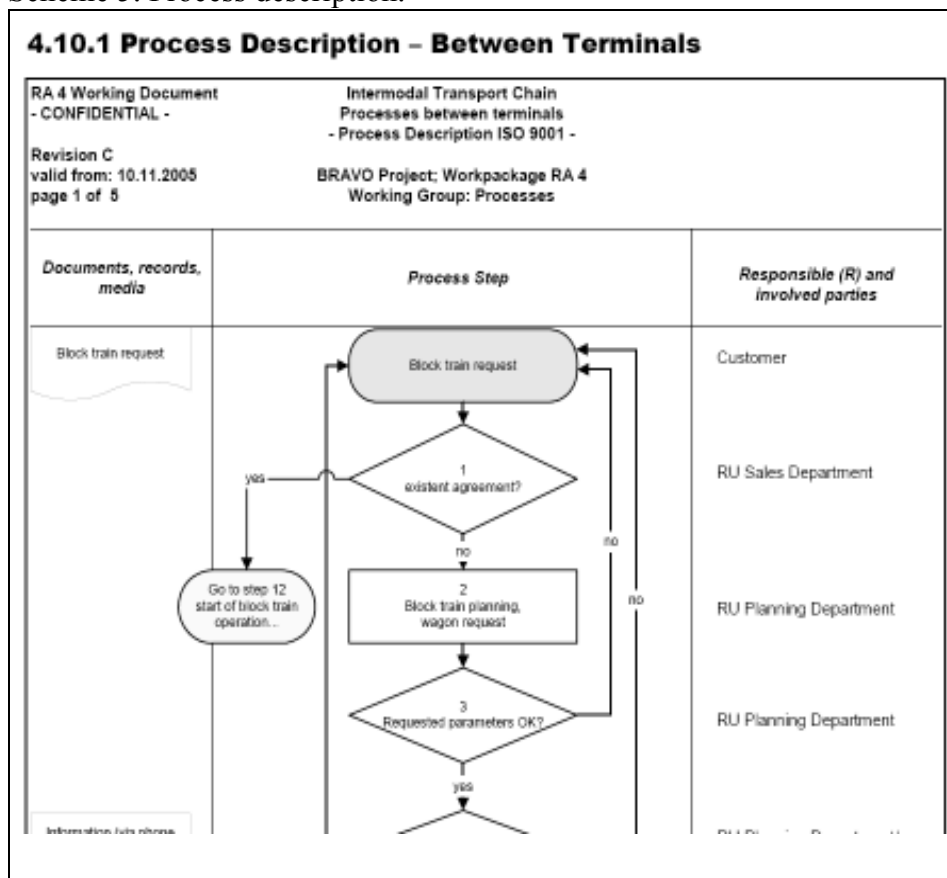 4.10.1 Process Description – Between Terminals
RA 4 Working Document
- CONFIDENTIAL -
Revision C
valid from: 10.11.2005
page 1 of 5
Intermodal Transport Chain
Processes between terminals
- Process Description ISO 9001 -
BRAVO Project; Workpackage RA 4
Working Group: Processes
Documents, records,
media
Process Step
Responsible (R) and
involved parties
Block train request
Block train request
Customer
1
existent agreement?
yes
RU Sales Department
no
no
Go to step 12
start of block train
operation...
2
Block train planning,
wagon request
no
RU Planning Department
3
Requested parameters OK?
RU Planning Department
yes
Information (via phone